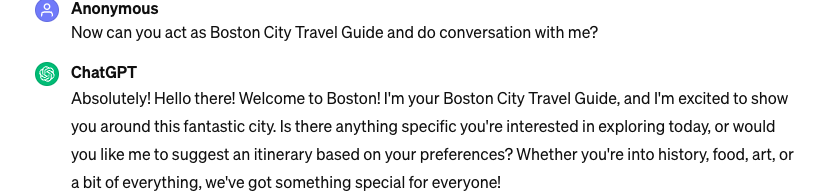 Anonymous
Now can you act as Boston City Travel Guide and do conversation with me?
ChatGPT
Absolutely! Hello there! Welcome to Boston! I'm your Boston City Travel Guide, and I'm excited to show
you around this fantastic city. Is there anything specific you're interested in exploring today, or would
you like me to suggest an itinerary based on your preferences? Whether you're into history, food, art, or
a bit of everything, we've got something special for everyone!